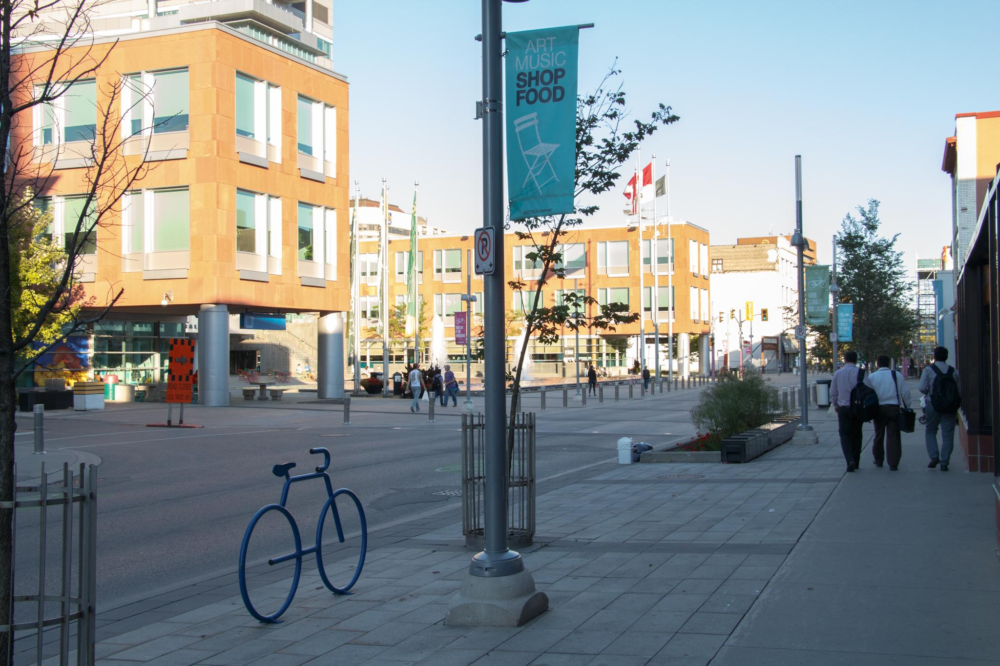 ART
MUSIC
SHOP
FOOD
@DTKitchener
P
ROAD CLOSED
LOCAL TRAFFIC ONLY
THINK
GLOBALLY
RIDE LOCALLY
P